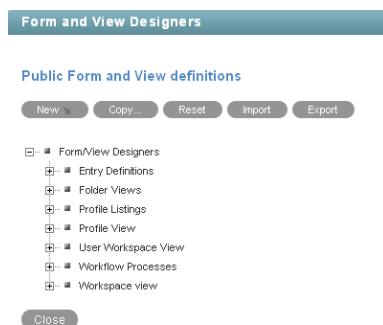 Form and View Designers
Public Form and View definitions
New Copy... Reset Import Export
Form/View Designers
Entry Definitions
Folder Views
Profile Listings
Profile View
User Workspace View
Workflow Processes
Workspace view
Close